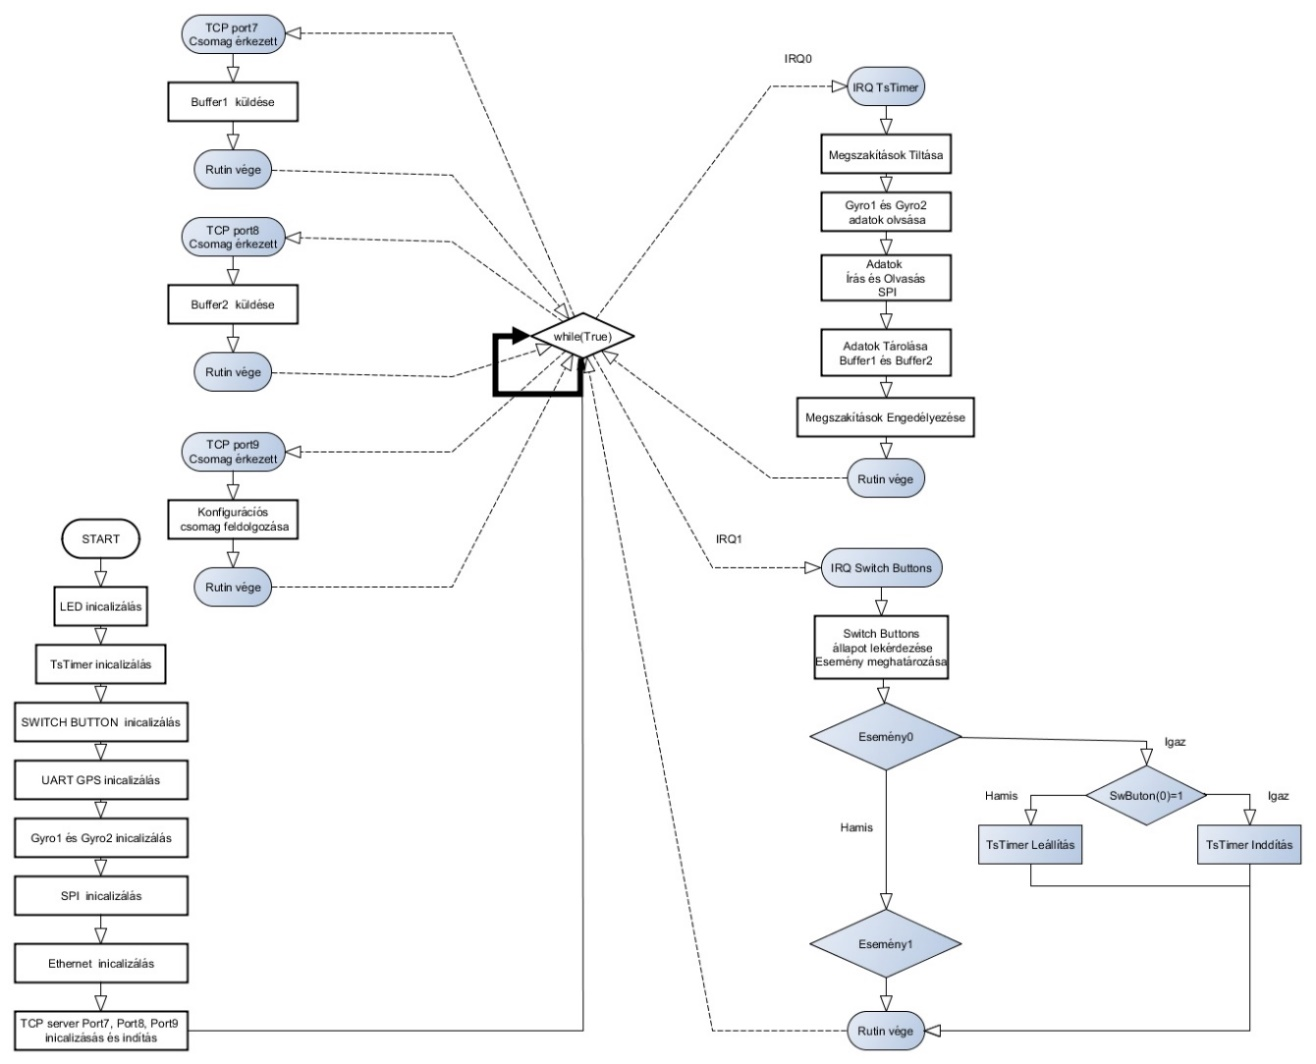 TCP port7
Csomag érkezett
Buffer1 küldése
Rutin vége
TCP port8
Csomag érkezett
Buffer2 küldése
Rutin vége
TCP port9
Csomag érkezett
Konfigurációs
csomag feldolgozása
Rutin vége
START
LED inicalizálás
TsTimer inicalizálás
SWITCH BUTTON inicalizálás
UART GPS inicalizálás
Gyro1 és Gyro2 inicalizálás
SPI inicalizálás
Ethernet inicalizálás
TCP server Port7, Port8, Port9
inicalizásás és indítás
while(True)
IRQ0
IRQ TsTimer
Megszakítások Tiltása
Gyro1 és Gyro2
adatok olvsása
Adatok
Írás és Olvasás
SPI
Adatok Tárolása
Buffer1 és Buffer2
Megszakítások Engedélyezése
Rutin vége
IRQ1
IRQ Switch Buttons
Switch Buttons
állapot lekérdezése
Esemény meghatározása
Esemény0
Igaz
SwButon(0)=1
Hamis
Igaz
TsTimer Leállítás
TsTimer Inddítás
Hamis
Esemény1
Rutin vége